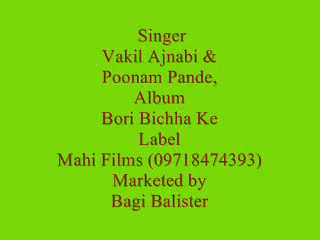 Singer
Vakil Ajnabi &
Poonam Pande,
Album
Bori Bichha Ke
Label
Mahi Films (09718474393)
Marketed by
Bagi Balister